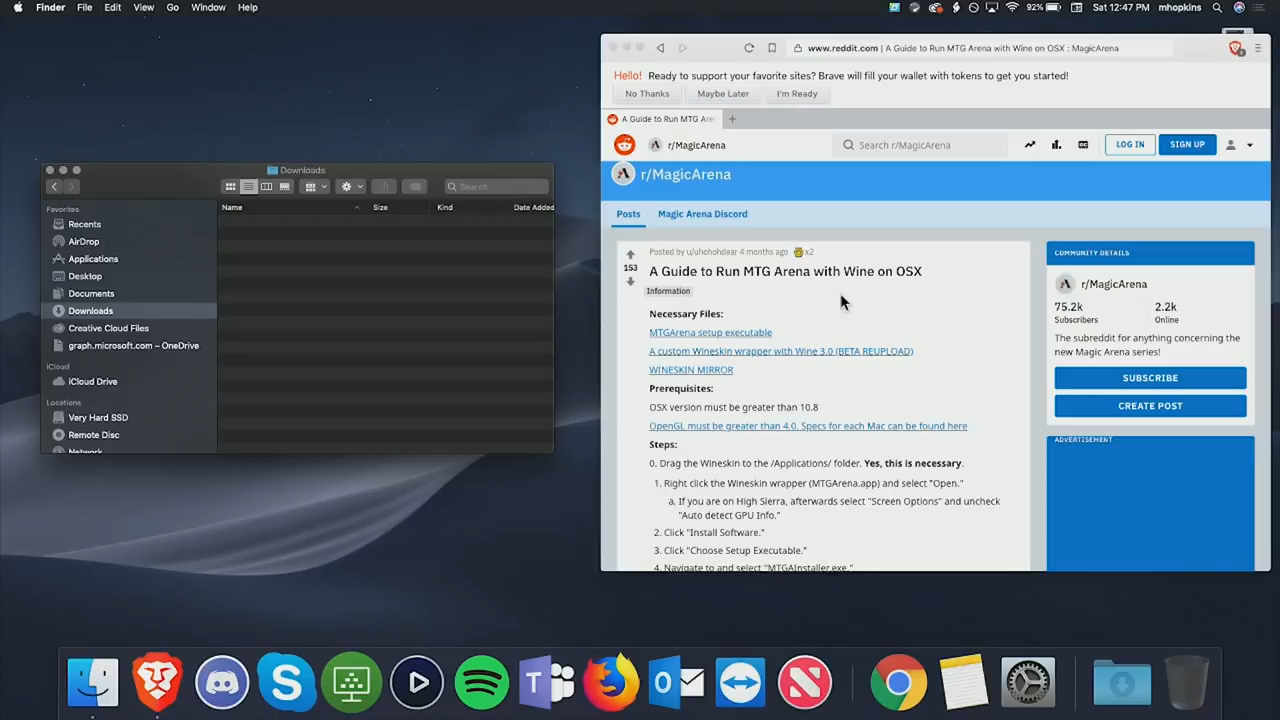 Finder File Edit View Go Window Help
92% Sat 12:47 PM mhopkins
www.reddit.com | A Guide to Run MTG Arena with Wine on OSX : MagicArena
Hello! Ready to support your favorite sites? Brave will fill your wallet with tokens to get you started!
No Thanks Maybe Later I'm Ready
A Guide to Run MTG Are
r/MagicArena Search r/MagicArena LOG IN SIGN UP
r/MagicArena
Posts Magic Arena Discord
Posted by u/uhohohdear 4 months ago x2
153
A Guide to Run MTG Arena with Wine on OSX
Information
Necessary Files:
MTGArena setup executable
A custom Wineskin wrapper with Wine 3.0 (BETA REUPLOAD)
WINESKIN MIRROR
Prerequisites:
OSX version must be greater than 10.8
OpenGL must be greater than 4.0. Specs for each Mac can be found here
Steps:
0. Drag the Wineskin to the /Applications/ folder. Yes, this is necessary.
1. Right click the Wineskin wrapper (MTGArena.app) and select "Open."
a. If you are on High Sierra, afterwards select "Screen Options" and uncheck
"Auto detect GPU Info."
2. Click "Install Software."
3. Click "Choose Setup Executable."
4. Navigate to and select "MTGAInstaller.exe."
COMMUNITY DETAILS
r/MagicArena
75.2k 2.2k
Subscribers Online
The subreddit for anything concerning the
new Magic Arena series!
SUBSCRIBE
CREATE POST
ADVERTISEMENT
Downloads
Search
Favorites
Name Size Kind Date Added
Recents
AirDrop
Applications
Desktop
Documents
Downloads
Creative Cloud Files
graph.microsoft.com – OneDrive
iCloud
iCloud Drive
Locations
Very Hard SSD
Remote Disc
Network